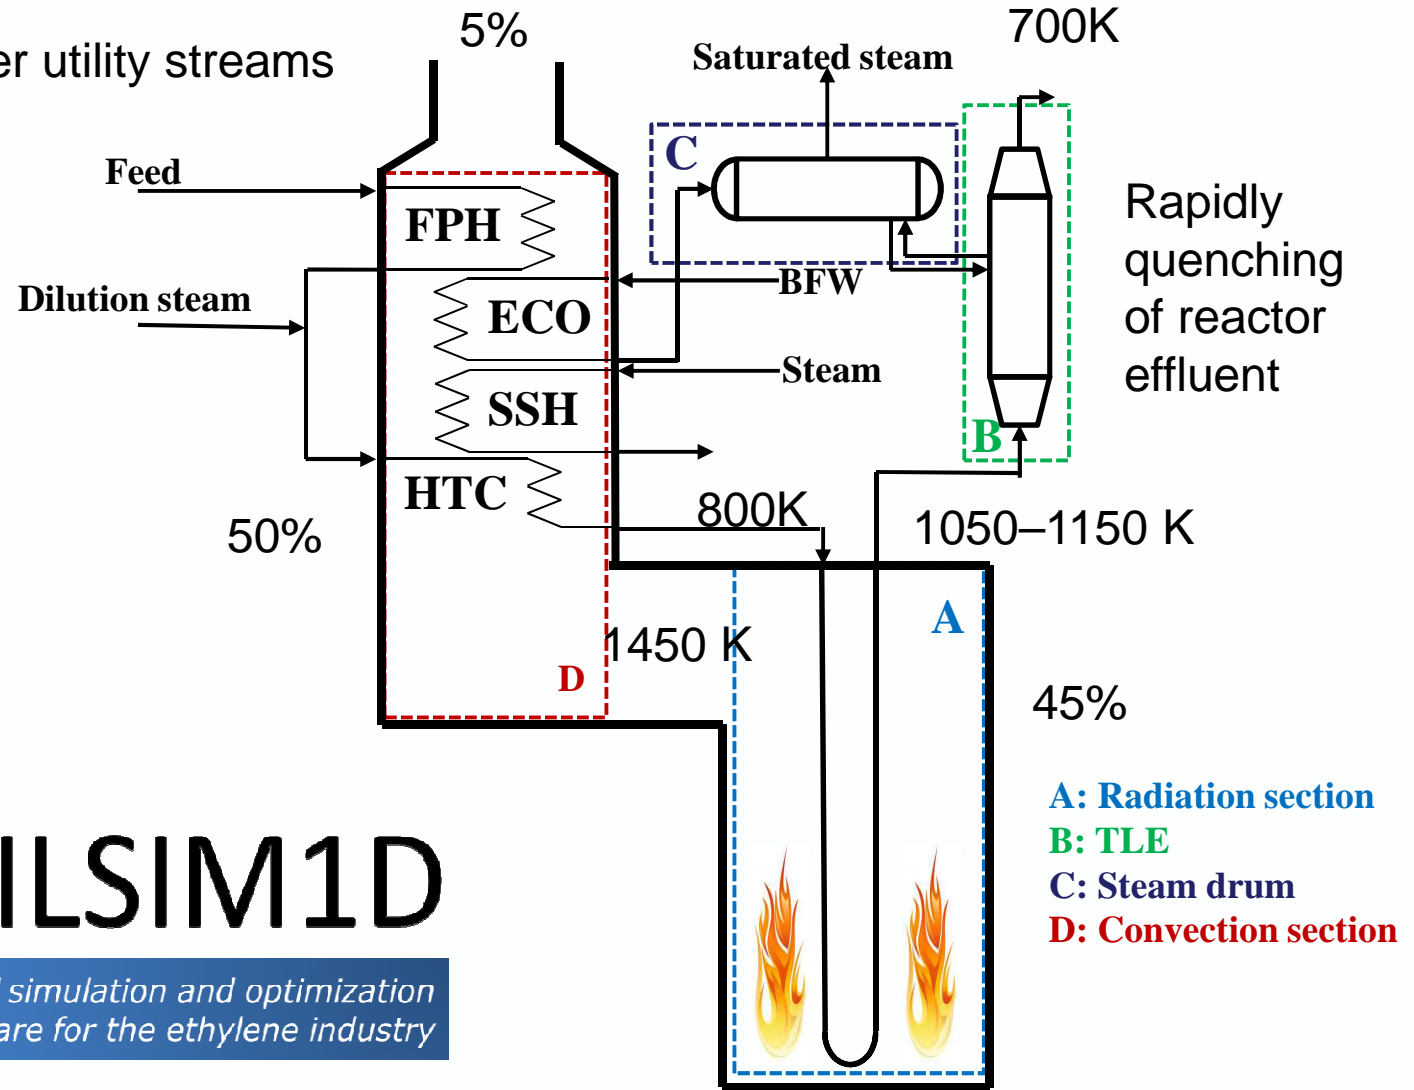 5%
700K
er utility streams
Saturated steam
C
Feed
FPH
Rapidly
quenching
of reactor
effluent
BFW
Dilution steam
ECO
Steam
SSH
B
HTC
800K
50%
1050–1150 K
A
1450 K
D
45%
A: Radiation section
B: TLE
C: Steam drum
D: Convection section
ILSIM1D
simulation and optimization
are for the ethylene industry